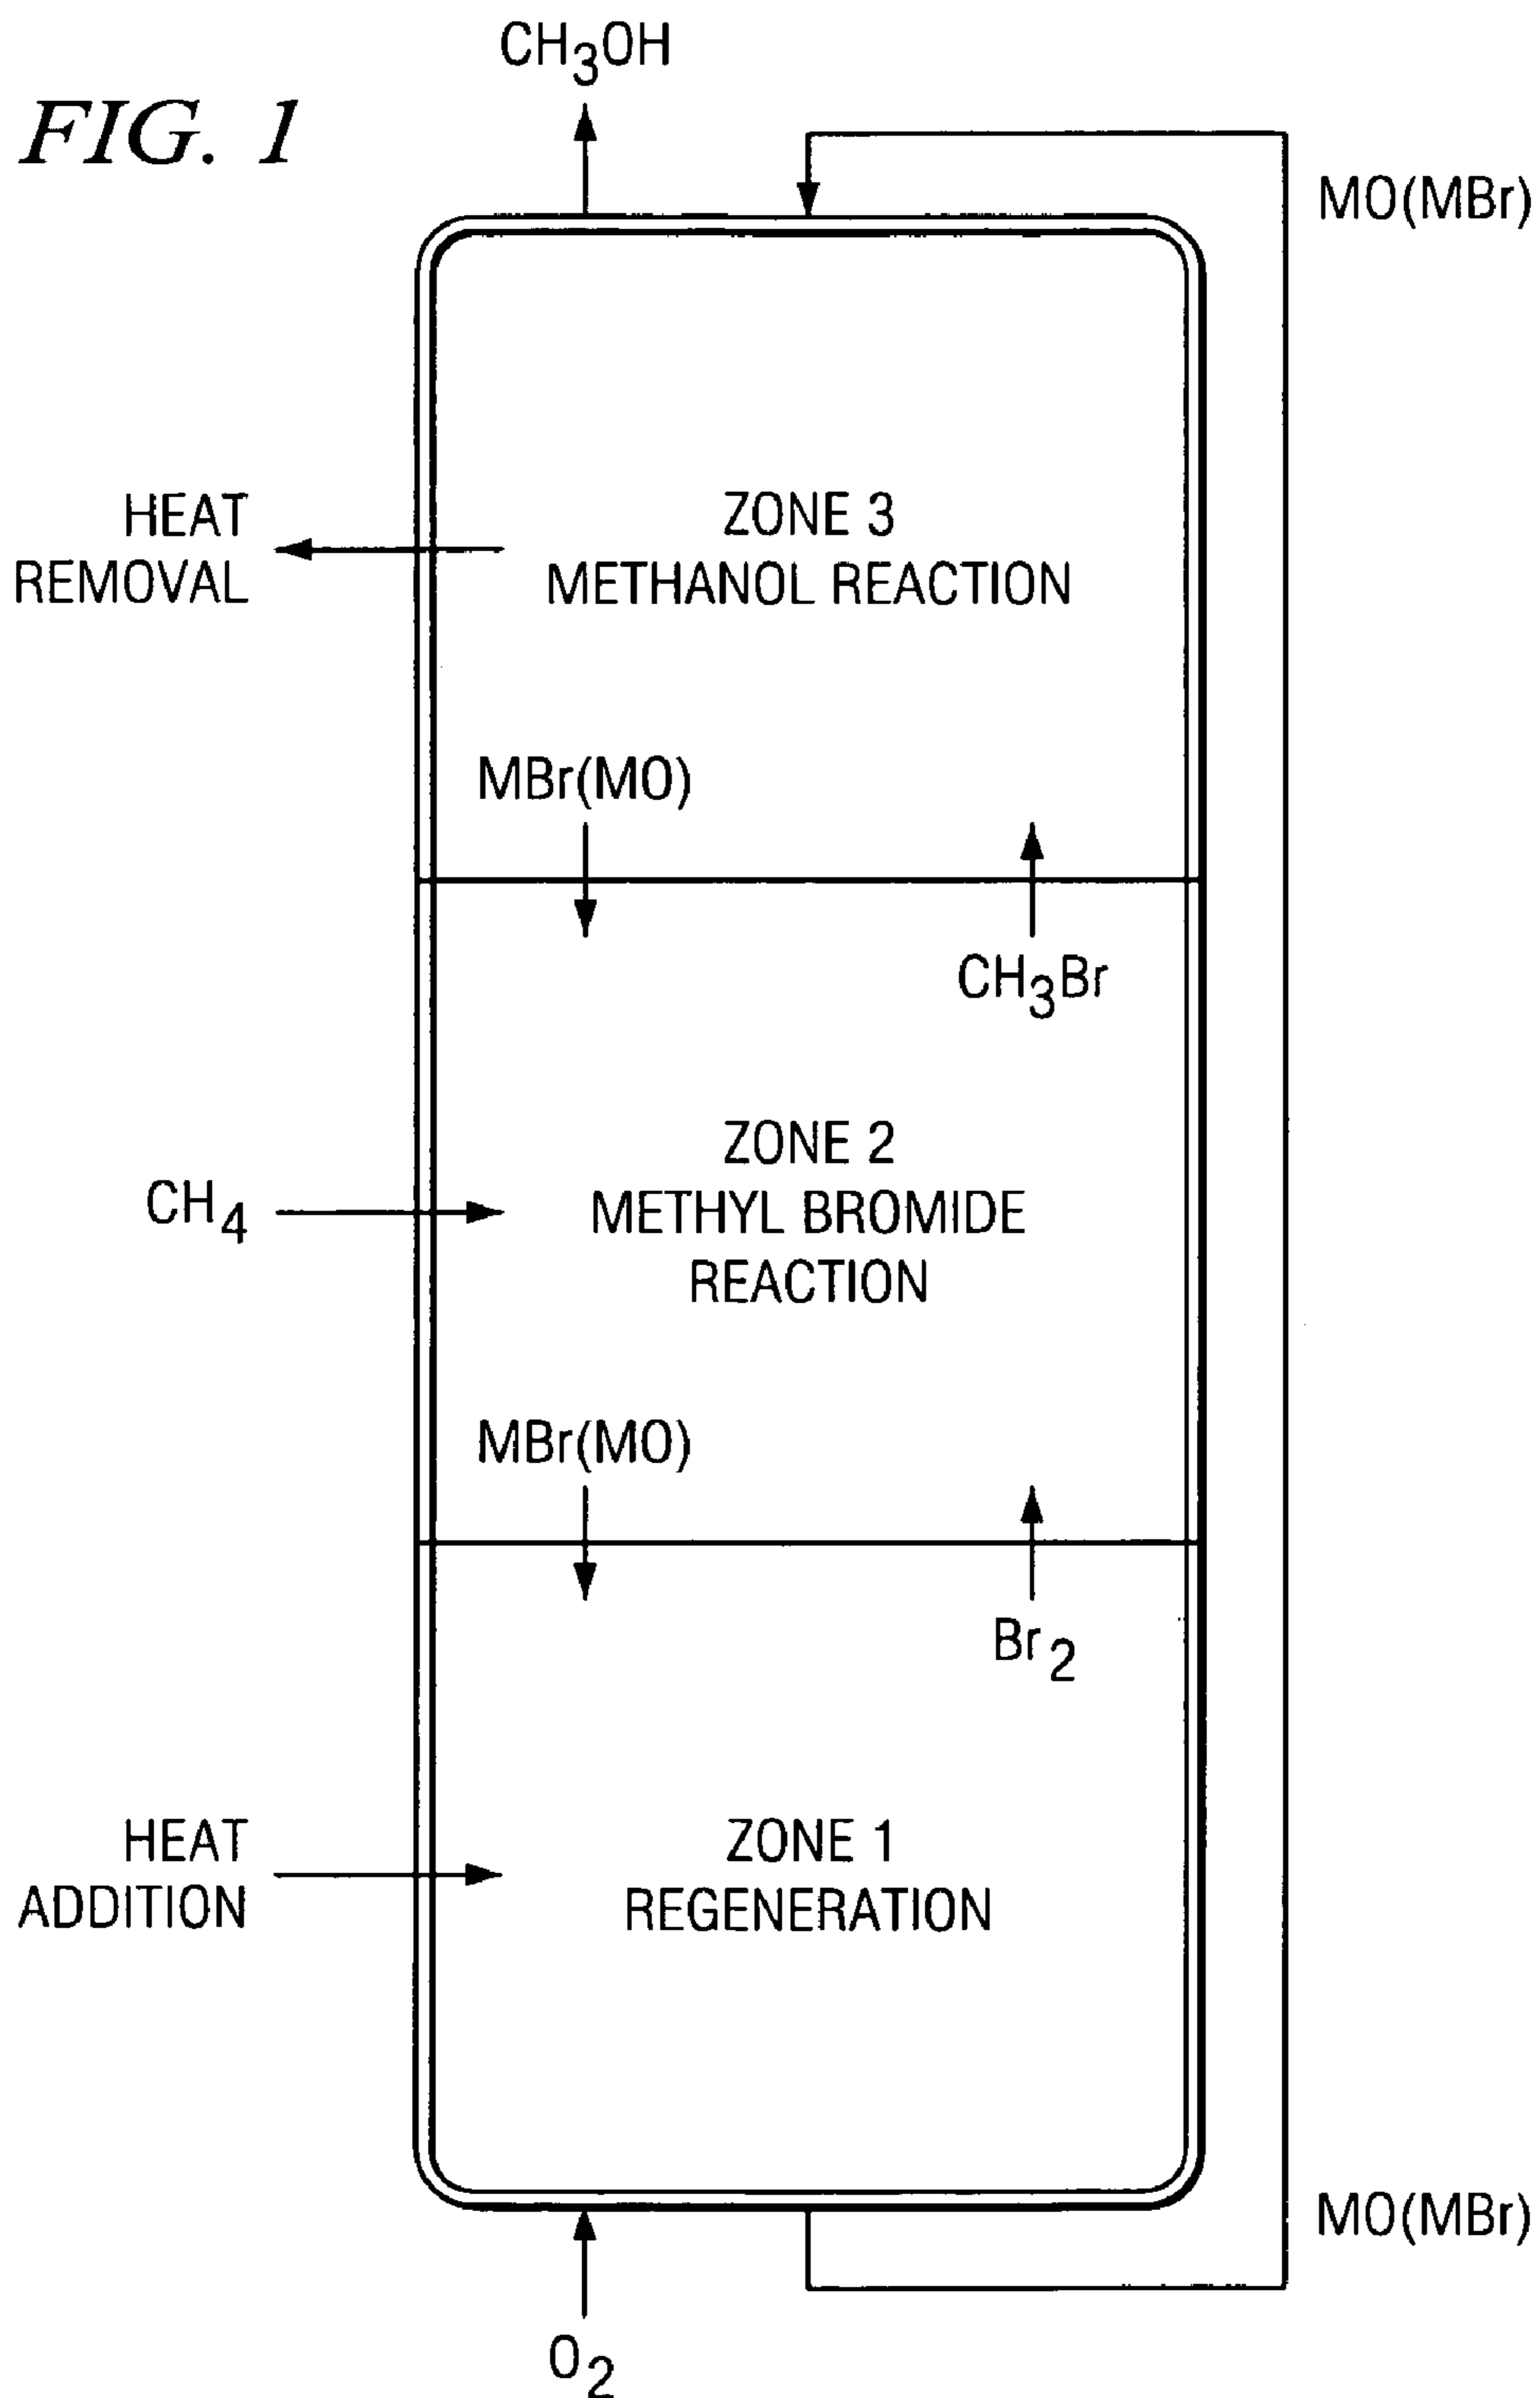 CH3OH
FIG. 1
MO(MBr)
HEAT
REMOVAL
ZONE 3
METHANOL REACTION
MBr(MO)
CH3Br
ZONE 2
METHYL BROMIDE
REACTION
CH4
MBr(MO)
Br2
HEAT
ADDITION
ZONE 1
REGENERATION
MO(MBr)
O2